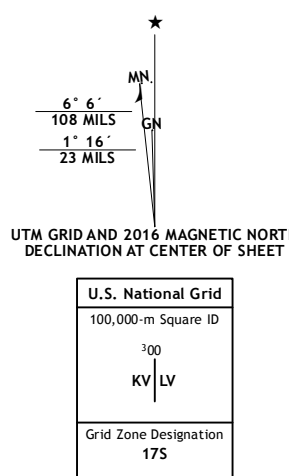 MN.
GN
6° 6´
108 MILS
1° 16´
23 MILS
UTM GRID AND 2016 MAGNETIC NORT
DECLINATION AT CENTER OF SHEET
U.S. National Grid
100,000-m Square ID
³00
KV LV
Grid Zone Designation
17S